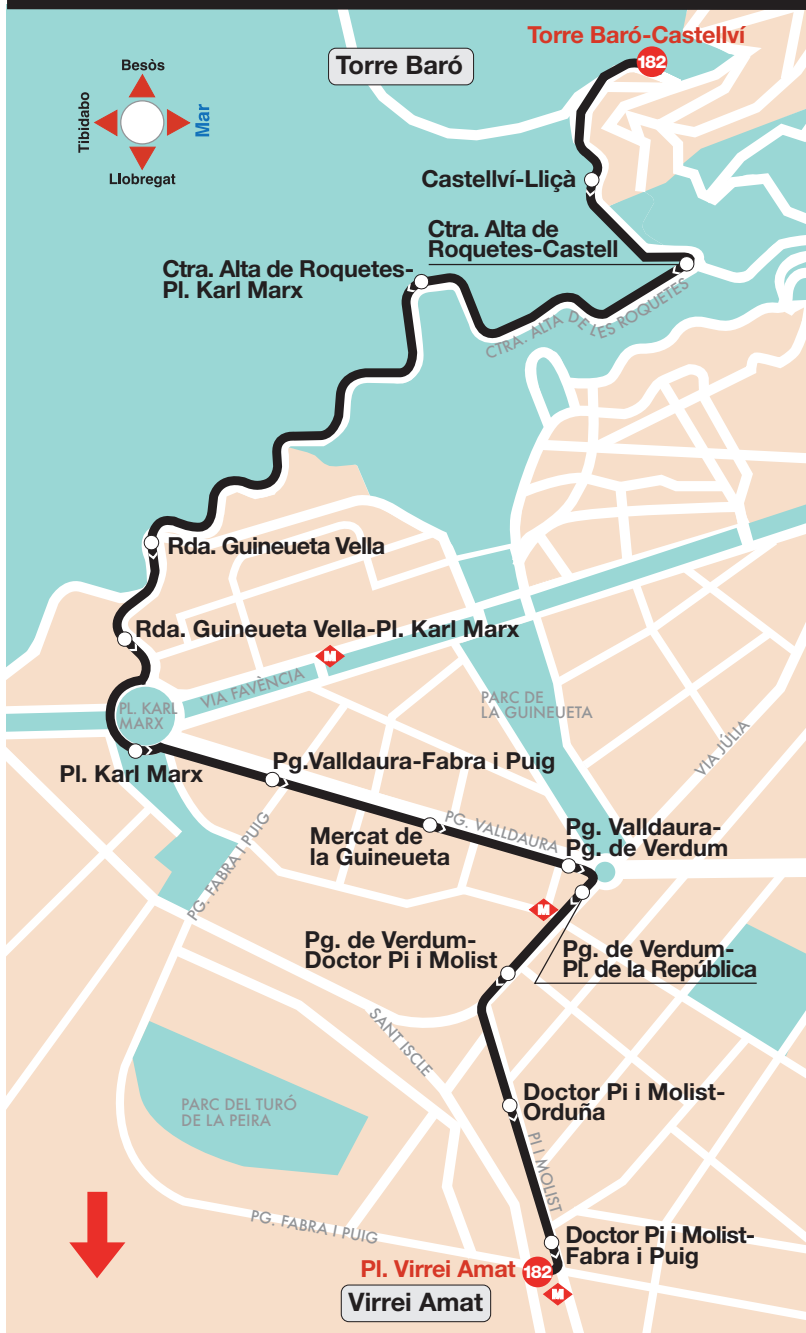 Torre Baró-Castellví
182
Torre Baró
Besòs
Tibidabo
Mar
Llobregat
Castellví-Lliçà
Ctra. Alta de
Roquetes-Castell
Ctra. Alta de Roquetes-
Pl. Karl Marx
CTRA. ALTA DE LES ROQUETES
Rda. Guineueta Vella
Rda. Guineueta Vella-Pl. Karl Marx
M
VIA FAVÈNCIA
PL. KARL
MARX
PARC DE
LA GUINEUETA
VIA JÚLIA
Pl. Karl Marx
Pg.Valldaura-Fabra i Puig
PG. VALLDAURA
Mercat de
la Guineueta
Pg. Valldaura-
Pg. de Verdum
PG. FABRA I PUIG
M
Pg. de Verdum-
Doctor Pi i Molist
Pg. de Verdum-
Pl. de la República
SANT ISCLE
PARC DEL TURÓ
DE LA PEIRA
Doctor Pi i Molist-
Orduña
PI I MOLIST
PG. FABRA I PUIG
Doctor Pi i Molist-
Fabra i Puig
Pl. Virrei Amat
182
M
Virrei Amat